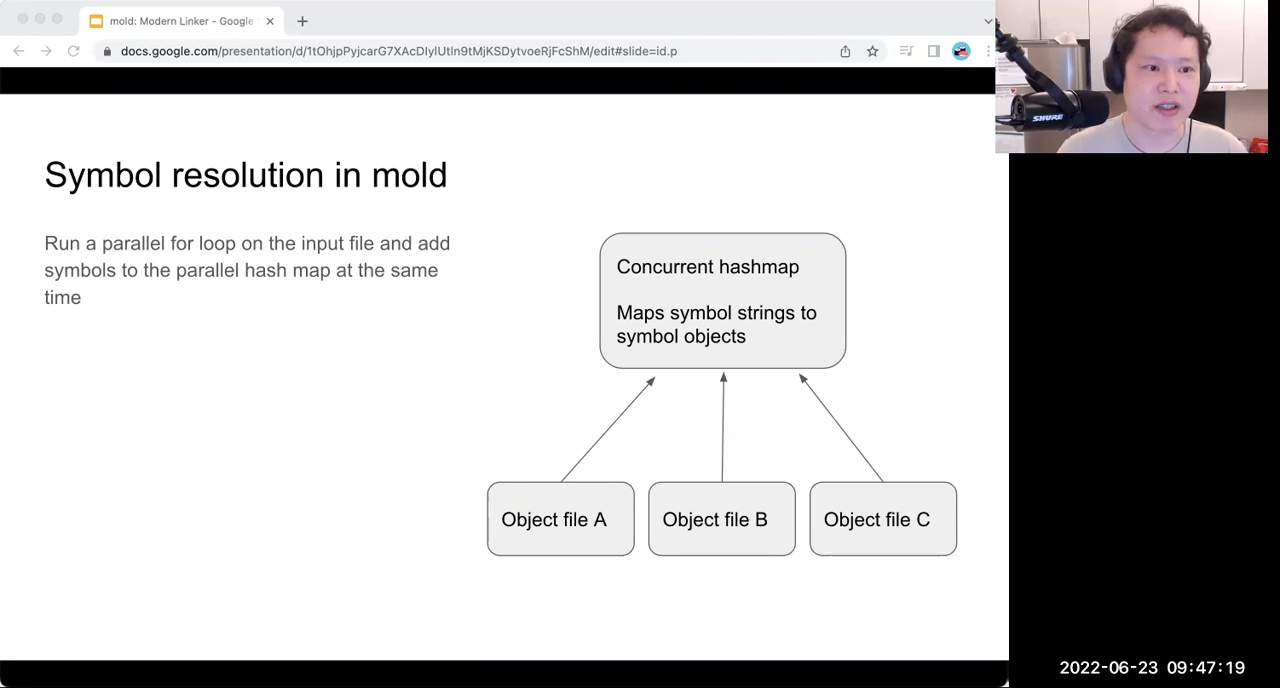 mold: Modern Linker - Google
docs.google.com/presentation/d/1tOhjpPyjcarG7XAcDIylUtln9tMjKSDytvoeRjFcShM/edit#slide=id.p
SHURE
Symbol resolution in mold
Run a parallel for loop on the input file and add
symbols to the parallel hash map at the same
time
Concurrent hashmap
Maps symbol strings to
symbol objects
Object file A
Object file B
Object file C
2022-06-23 09:47:19